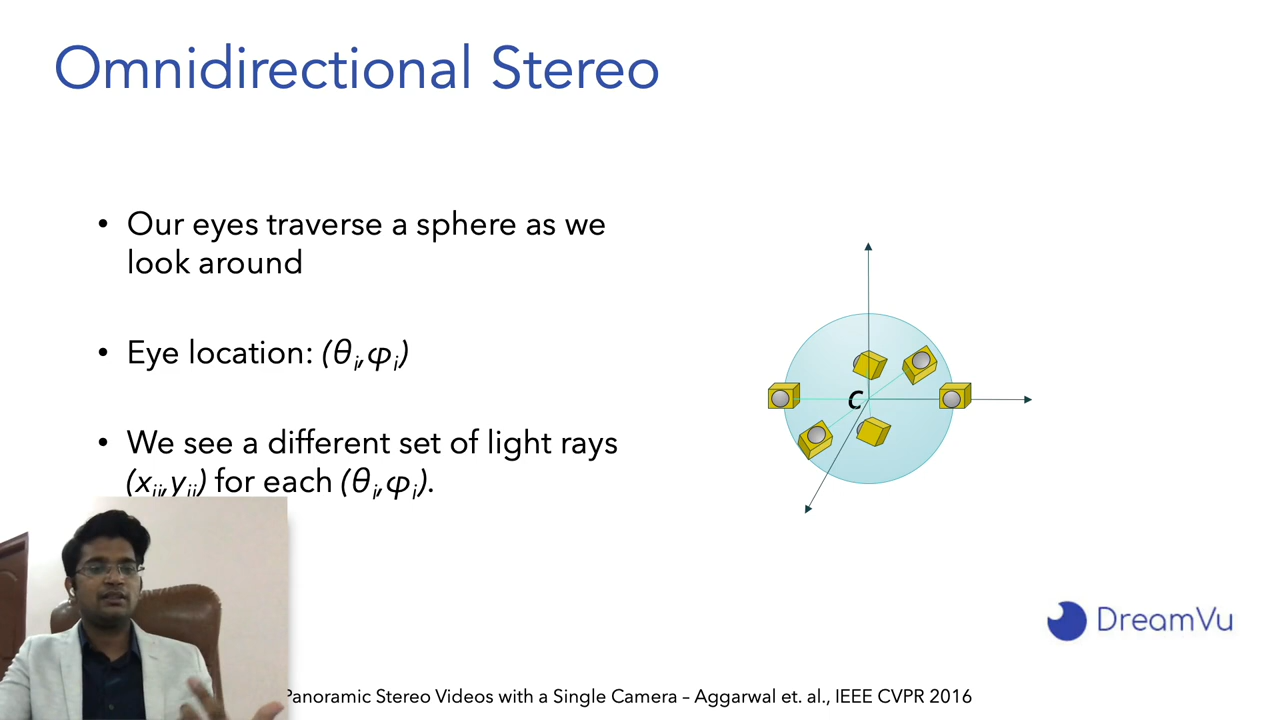 Omnidirectional Stereo
• Our eyes traverse a sphere as we
look around
• Eye location: (θi,φi)
• We see a different set of light rays
(xij,yij) for each (θi,φi).
C
DreamVu
Panoramic Stereo Videos with a Single Camera – Aggarwal et. al., IEEE CVPR 2016